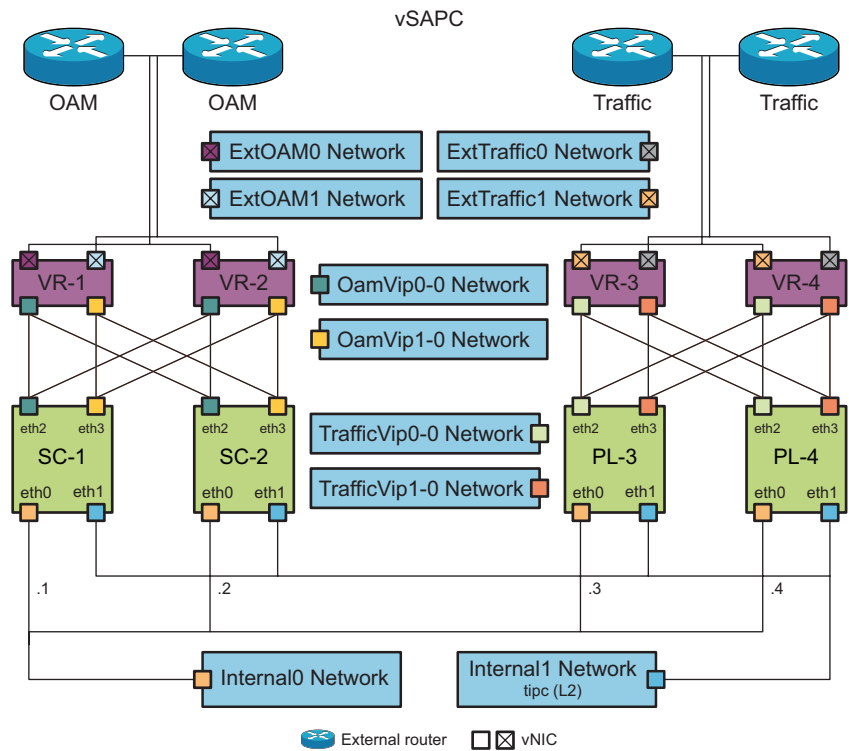 vSAPC
OAM
OAM
Traffic
Traffic
ExtOAM0 Network
ExtTraffic0 Network
ExtOAM1 Network
ExtTraffic1 Network
VR-1
VR-2
OamVip0-0 Network
VR-3
VR-4
OamVip1-0 Network
eth2
eth3
eth2
eth3
TrafficVip0-0 Network
eth2
eth3
eth2
eth3
SC-1
SC-2
PL-3
PL-4
eth0
eth1
eth0
eth1
TrafficVip1-0 Network
eth0
eth1
eth0
eth1
.1
.2
.3
.4
Internal0 Network
Internal1 Network
tipc (L2)
External router
vNIC